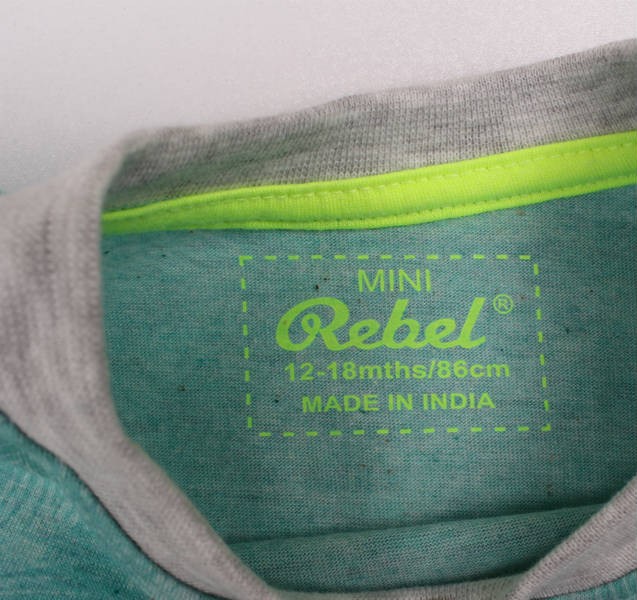 MINI
Rebel®
12-18mths/86cm
MADE IN INDIA